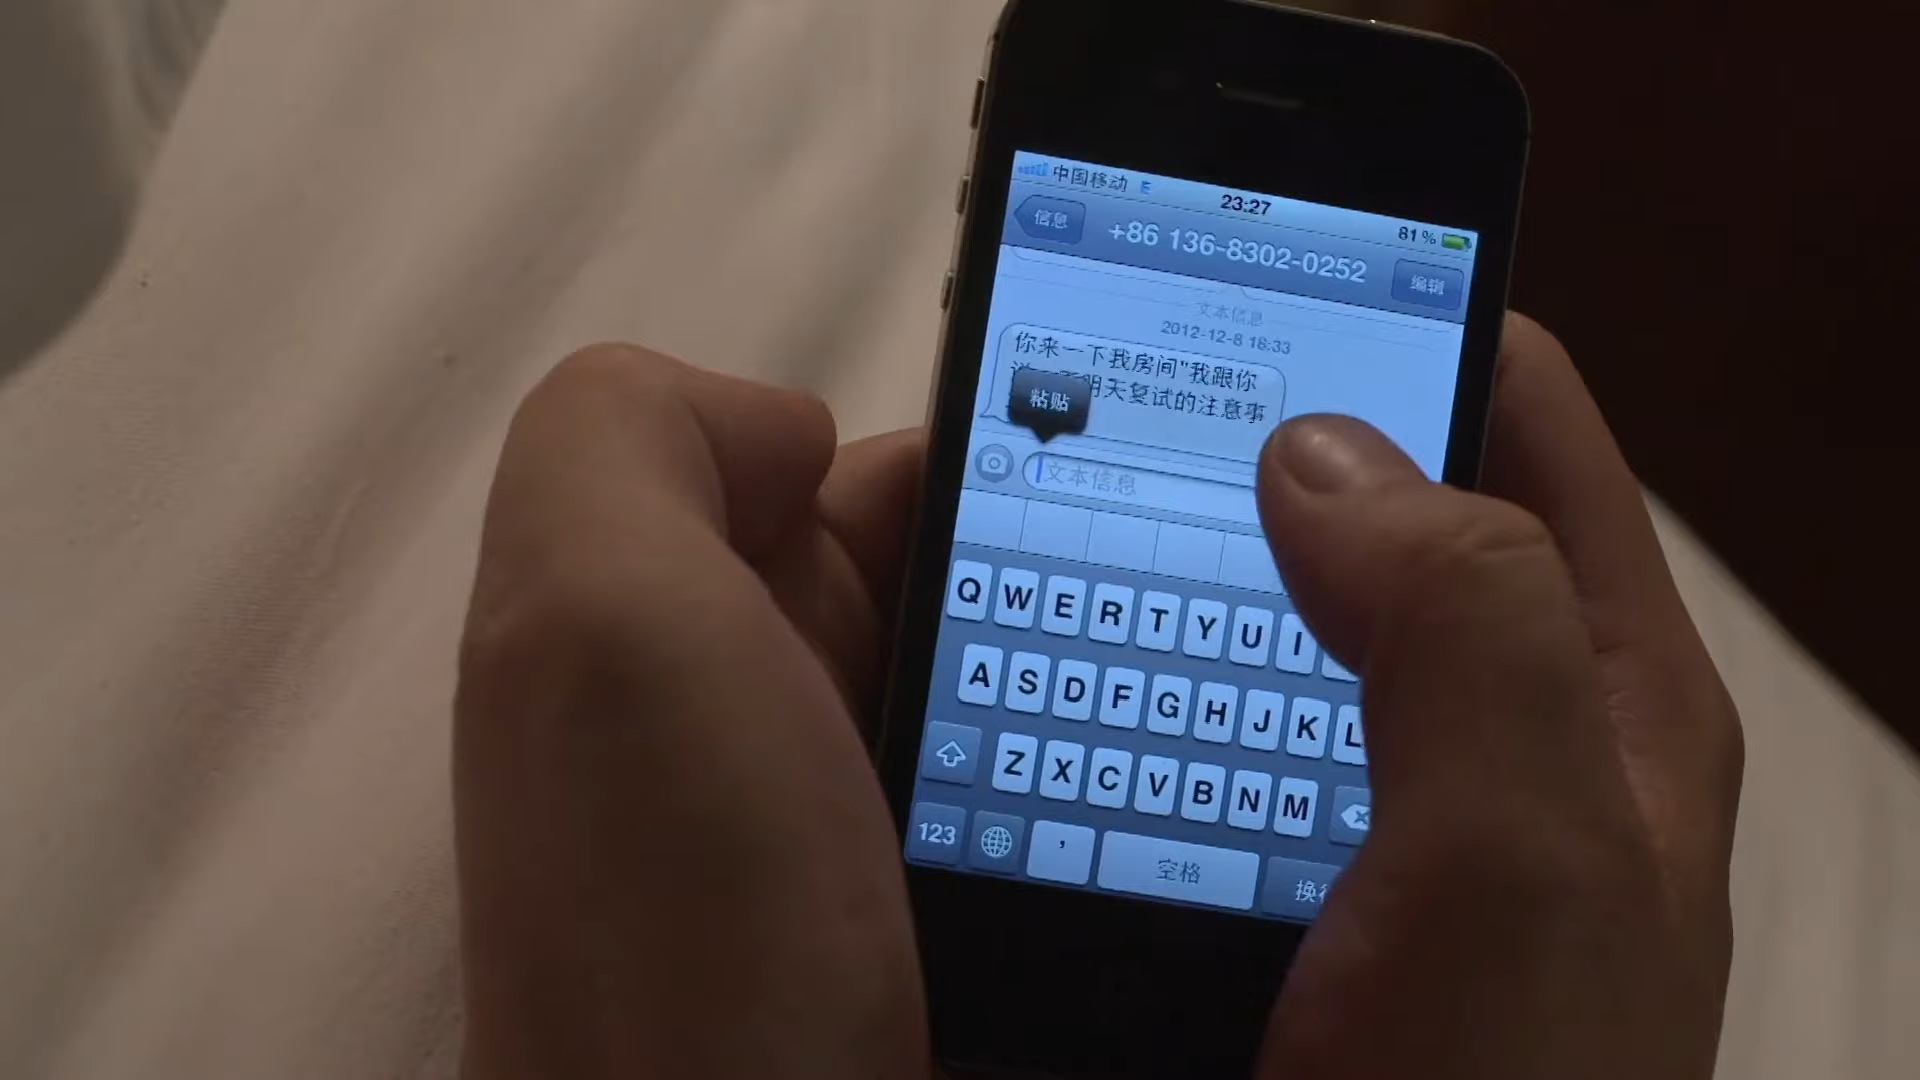 中国移动 E
23:27
81%
信息
+86 136-8302-0252
编辑
文本信息
2012-12-8 18:33
你来一下我房间"我跟你
明天复试的注意事
粘贴
文本信息
Q W E R T Y U I
A S D F G H J K L
Z X C V B N M
123 , 空格 换行